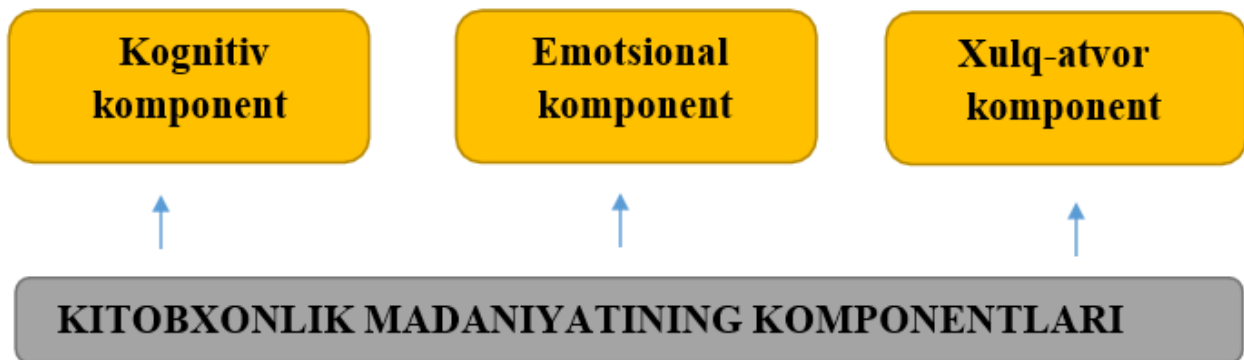 Kognitiv
komponent
Emotsional
komponent
Xulq-atvor
komponent
KITOBXONLIK MADANIYATINING KOMPONENTLARI